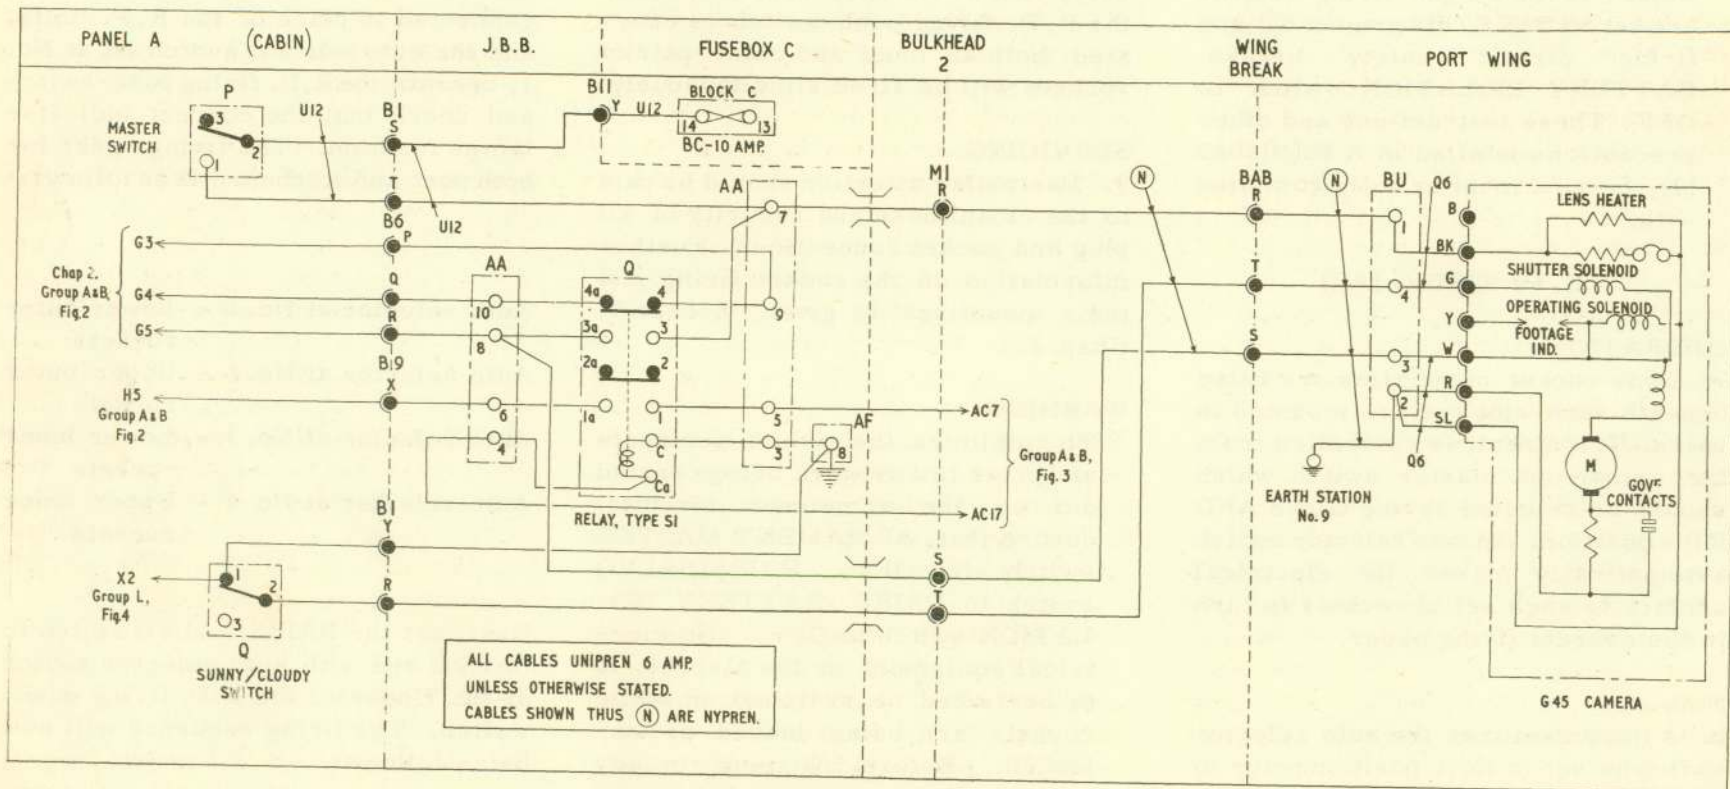 PANEL A (CABIN)
J.B.B.
FUSEBOX C
BULKHEAD
2
WING
BREAK
PORT WING
P
MASTER
SWITCH
3
2
1
U12
B1
S
B11
Y
U12
BLOCK C
14 13
BC-10 AMP.
AA
7
M1
R
N
BAB
R
N
BU
Q6
B
LENS HEATER
B6
P
U12
1
BK
G3
Chap 2.
Group A&B,
Fig.2
G4
G5
Q
AA
10
8
Q
4a 4
3a 3
2a 2
9
T
4
G
SHUTTER SOLENOID
OPERATING SOLENOID
Y
FOOTAGE
IND.
S
3
W
B19
X
H5
Group A&B
Fig.2
6
4
1a 1
C
Ca
5
3
AF
8
AC7
AC17
Group A & B,
Fig.3
2
R
SL
Q6
M
GOVR
CONTACTS
EARTH STATION
No. 9
RELAY, TYPE S1
B1
Y
R
X2
Group L,
Fig.4
1
2
3
Q
SUNNY/CLOUDY
SWITCH
S
T
ALL CABLES UNIPREN 6 AMP
UNLESS OTHERWISE STATED.
CABLES SHOWN THUS N ARE NYPREN.
G45 CAMERA